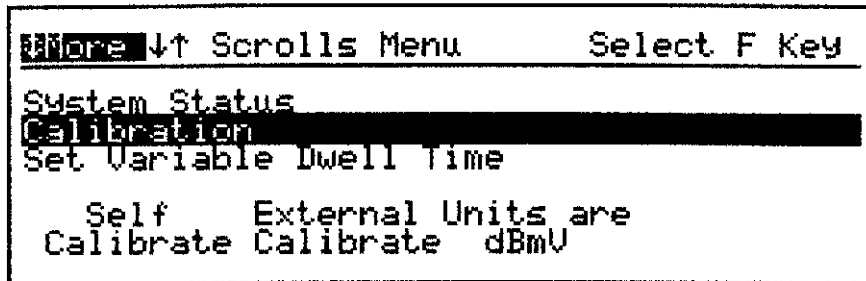 More ↓↑ Scrolls Menu Select F Key
System Status
Calibration
Set Variable Dwell Time
Self External Units are
Calibrate Calibrate dBmV